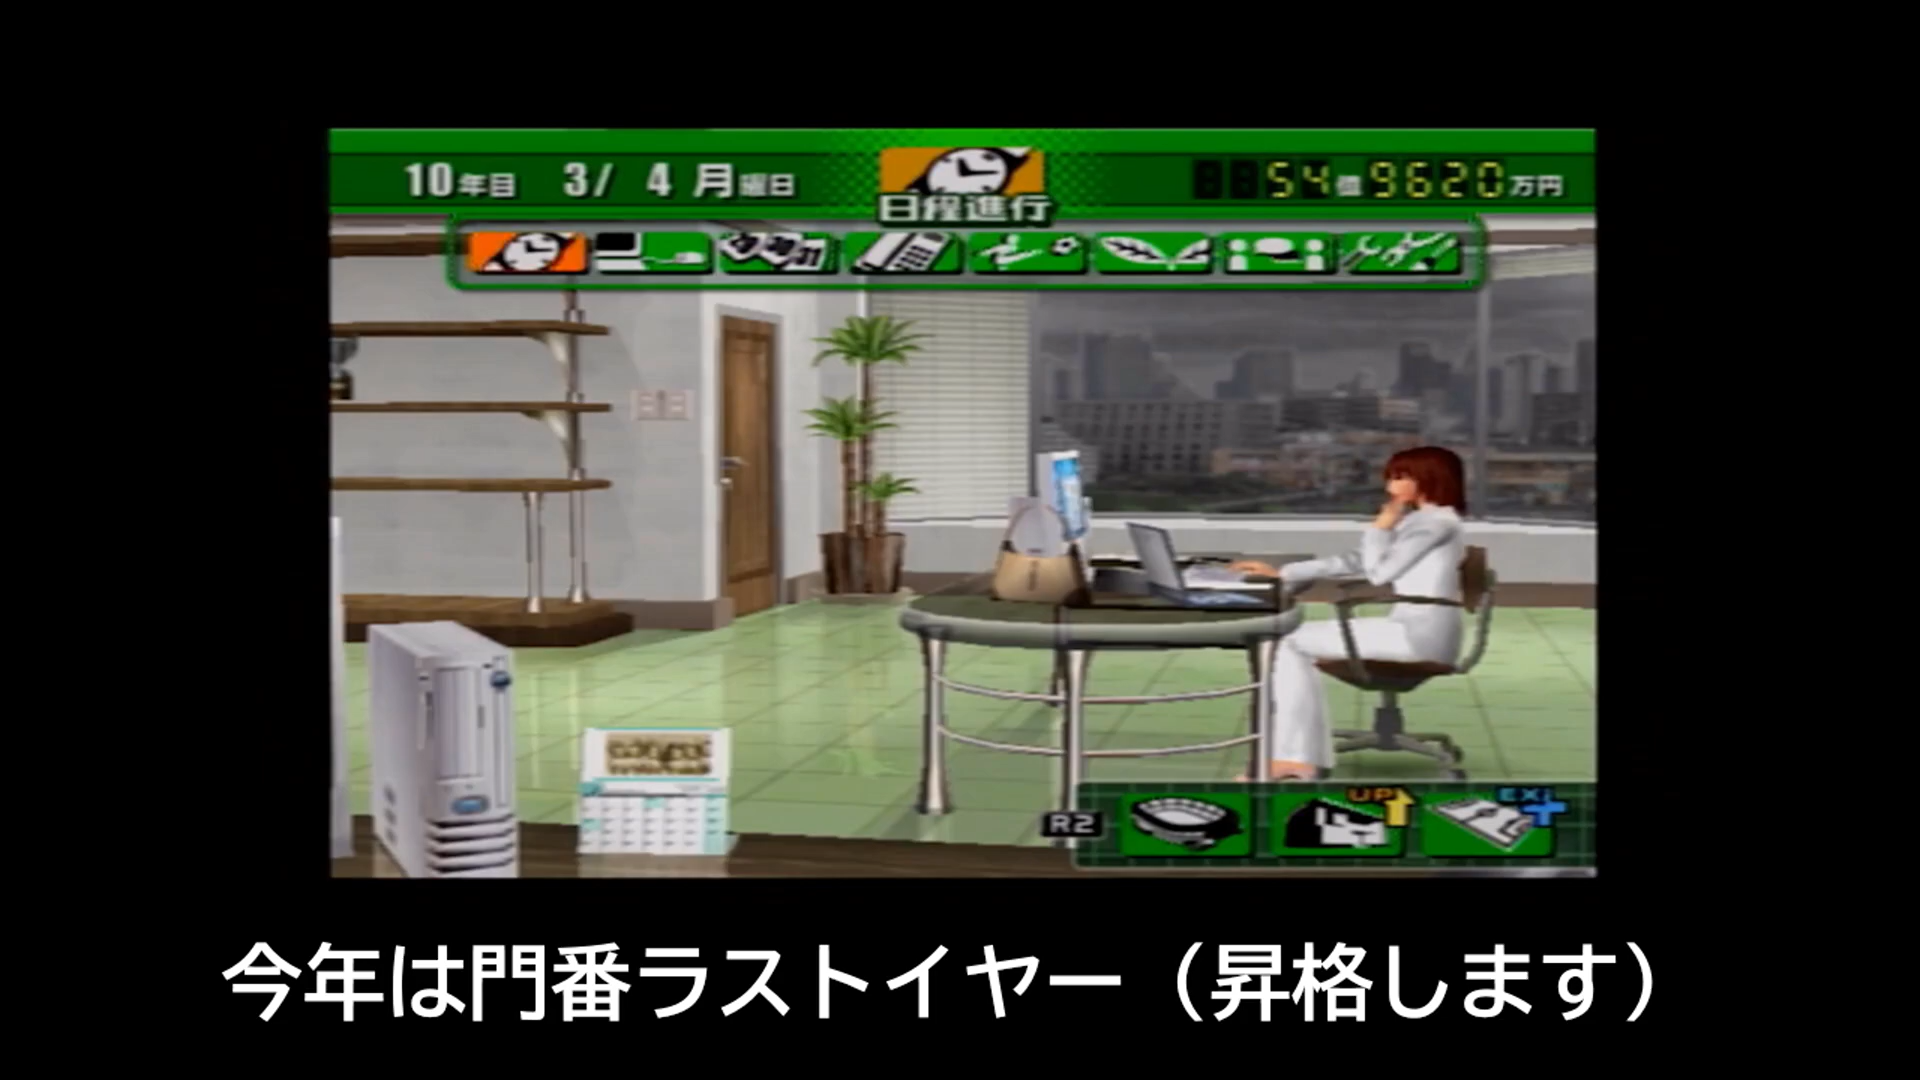 10年目 3/ 4 月曜日
54億9620万円
日程進行
UP
EX
R2
今年は門番ラストイヤー（昇格します）